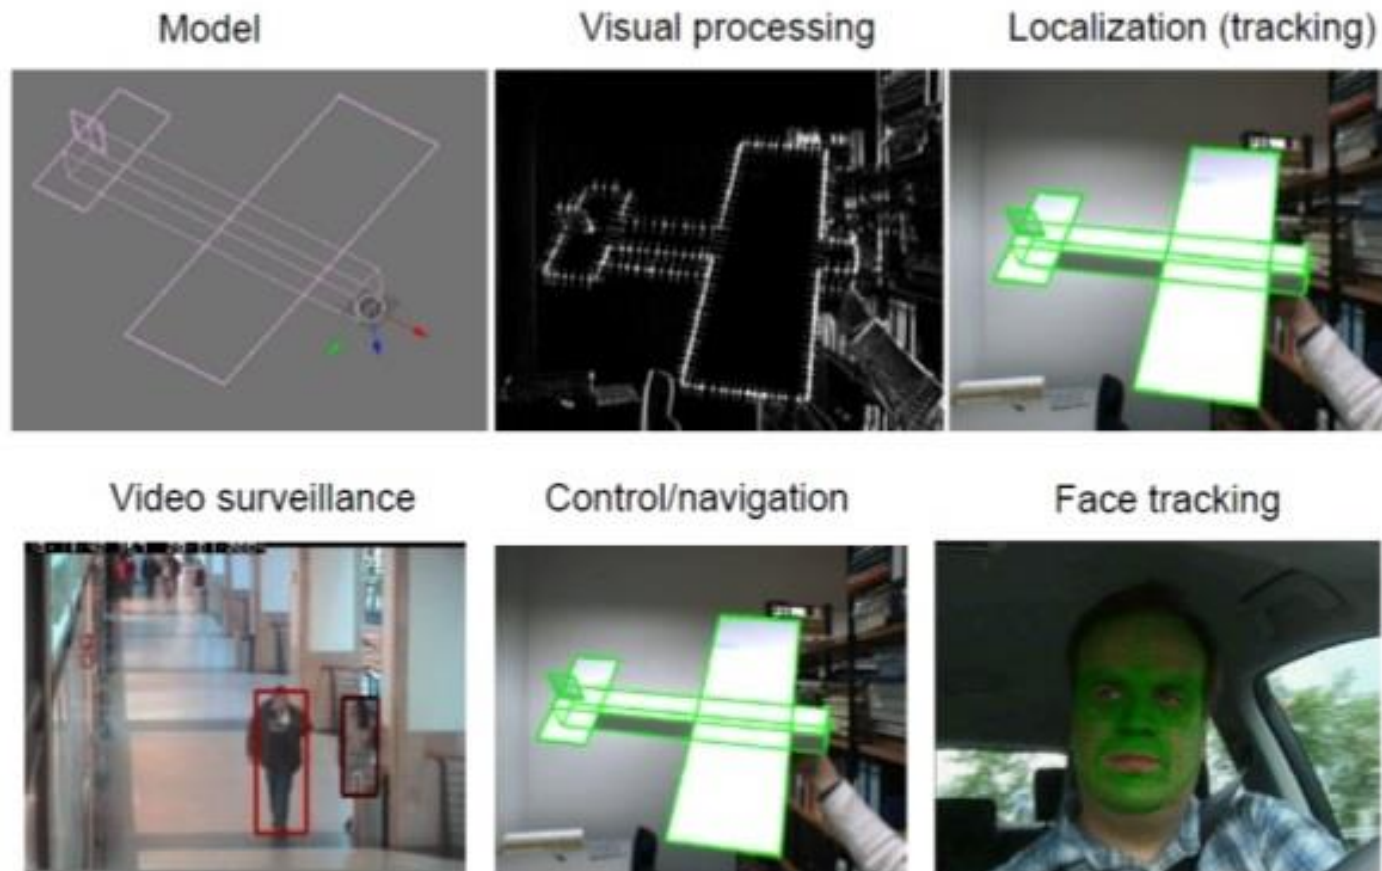 Model
Visual processing
Localization (tracking)
Video surveillance
Control/navigation
Face tracking